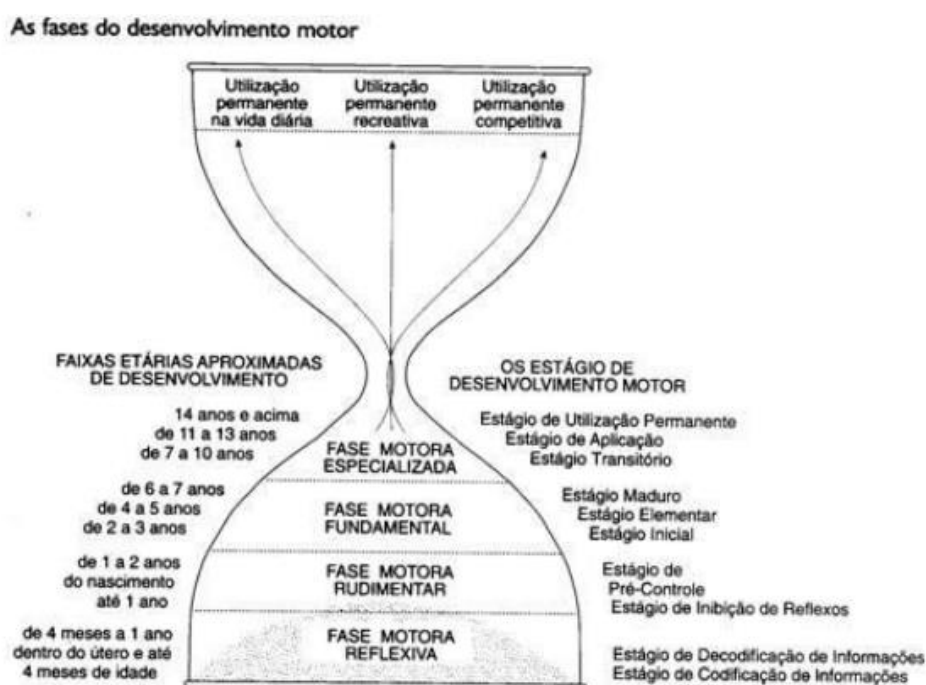 As fases do desenvolvimento motor
Utilização
permanente
na vida diária
Utilização
permanente
recreativa
Utilização
permanente
competitiva
FAIXAS ETÁRIAS APROXIMADAS
DE DESENVOLVIMENTO
OS ESTÁGIO DE
DESENVOLVIMENTO MOTOR
14 anos e acima
de 11 a 13 anos
de 7 a 10 anos
FASE MOTORA
ESPECIALIZADA
Estágio de Utilização Permanente
Estágio de Aplicação
Estágio Transitório
de 6 a 7 anos
de 4 a 5 anos
de 2 a 3 anos
FASE MOTORA
FUNDAMENTAL
Estágio Maduro
Estágio Elementar
Estágio Inicial
de 1 a 2 anos
do nascimento
até 1 ano
FASE MOTORA
RUDIMENTAR
Estágio de
Pré-Controle
Estágio de Inibição de Reflexos
de 4 meses a 1 ano
dentro do útero e até
4 meses de idade
FASE MOTORA
REFLEXIVA
Estágio de Decodificação de Informações
Estágio de Codificação de Informações